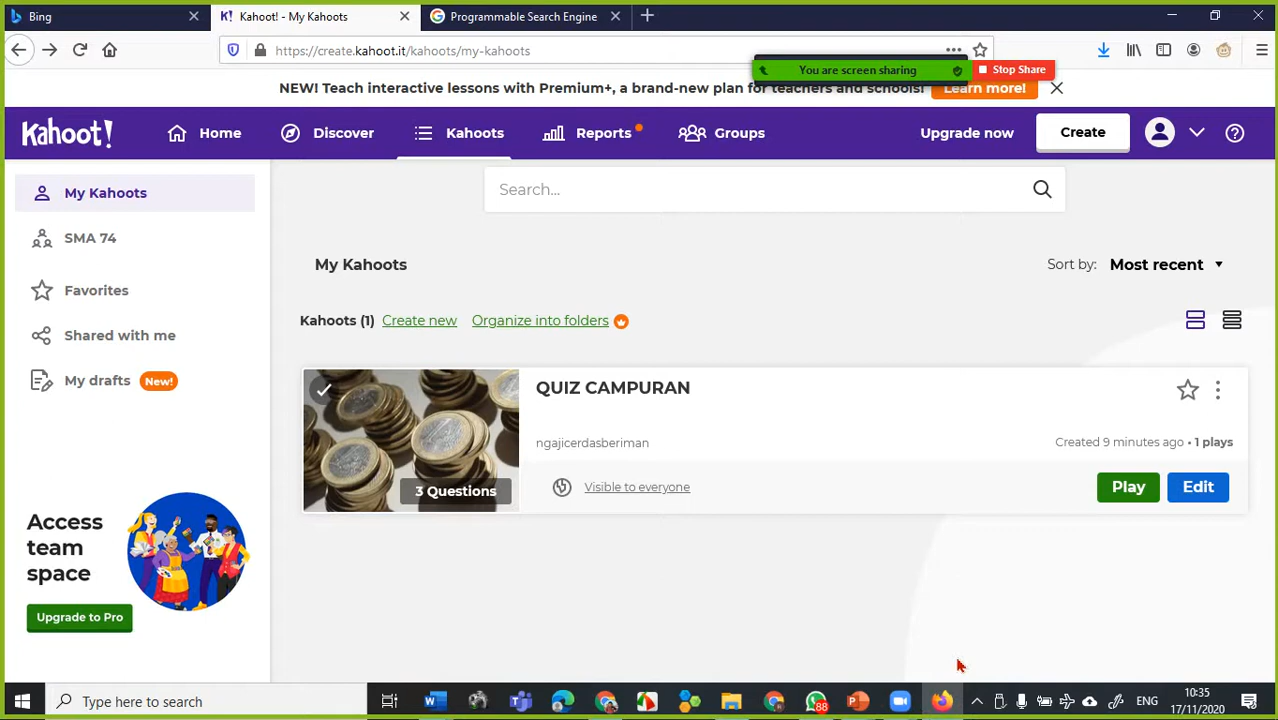 Bing
K! Kahoot! - My Kahoots
Programmable Search Engine
https://create.kahoot.it/kahoots/my-kahoots
You are screen sharing
Stop Share
NEW! Teach interactive lessons with Premium+, a brand-new plan for teachers and schools!
Learn more!
Kahoot!
Home
Discover
Kahoots
Reports
Groups
Upgrade now
Create
My Kahoots
SMA 74
Favorites
Shared with me
My drafts New!
Access
team
space
Upgrade to Pro
Search...
My Kahoots
Sort by: Most recent
Kahoots (1) Create new Organize into folders
QUIZ CAMPURAN
3 Questions
ngajicerdasberiman
Created 9 minutes ago • 1 plays
Visible to everyone
Play
Edit
Type here to search
88
ENG
10:35
17/11/2020